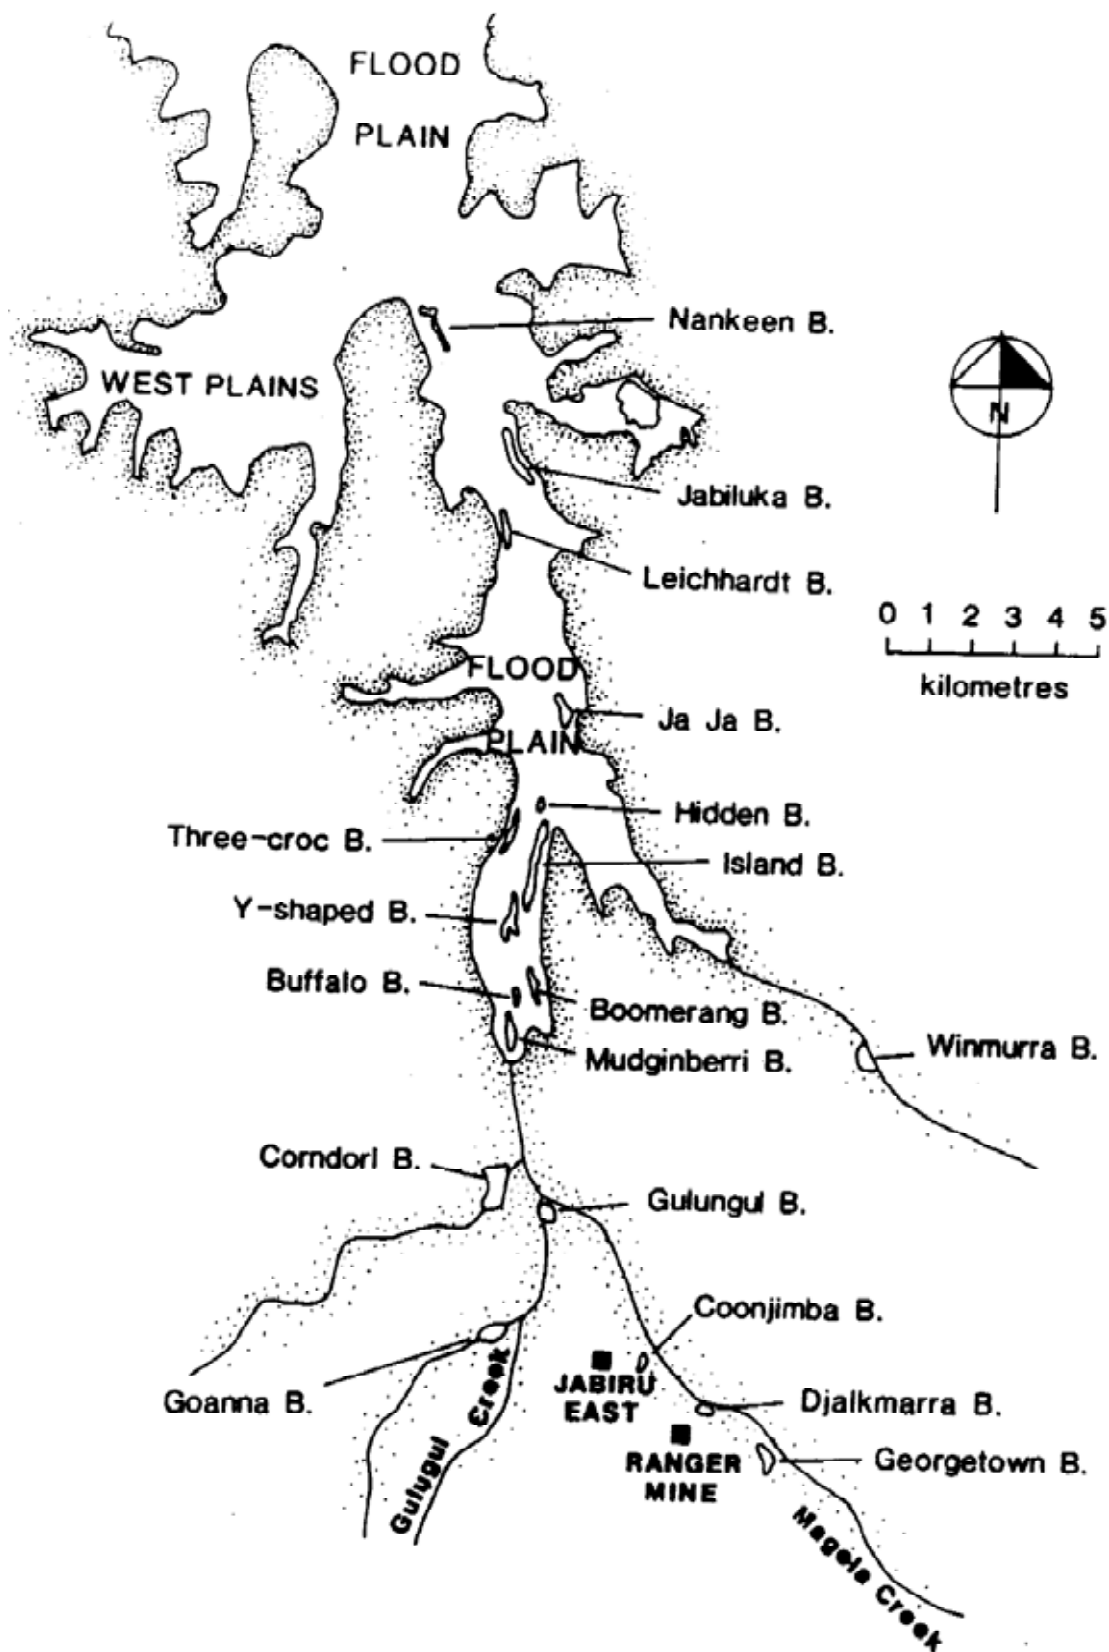 FLOOD
PLAIN
Nankeen B.
WEST PLAINS
N
Jabiluka B.
Leichhardt B.
0 1 2 3 4 5
kilometres
FLOOD
Ja Ja B.
PLAIN
Hidden B.
Three-croc B.
Island B.
Y-shaped B.
Buffalo B.
Boomerang B.
Mudginberri B.
Winmurra B.
Corndorl B.
Gulungul B.
Coonjimba B.
Goanna B.
JABIRU
EAST
Djalkmarra B.
RANGER
MINE
Georgetown B.
Gulugul Creek
Magela Creek